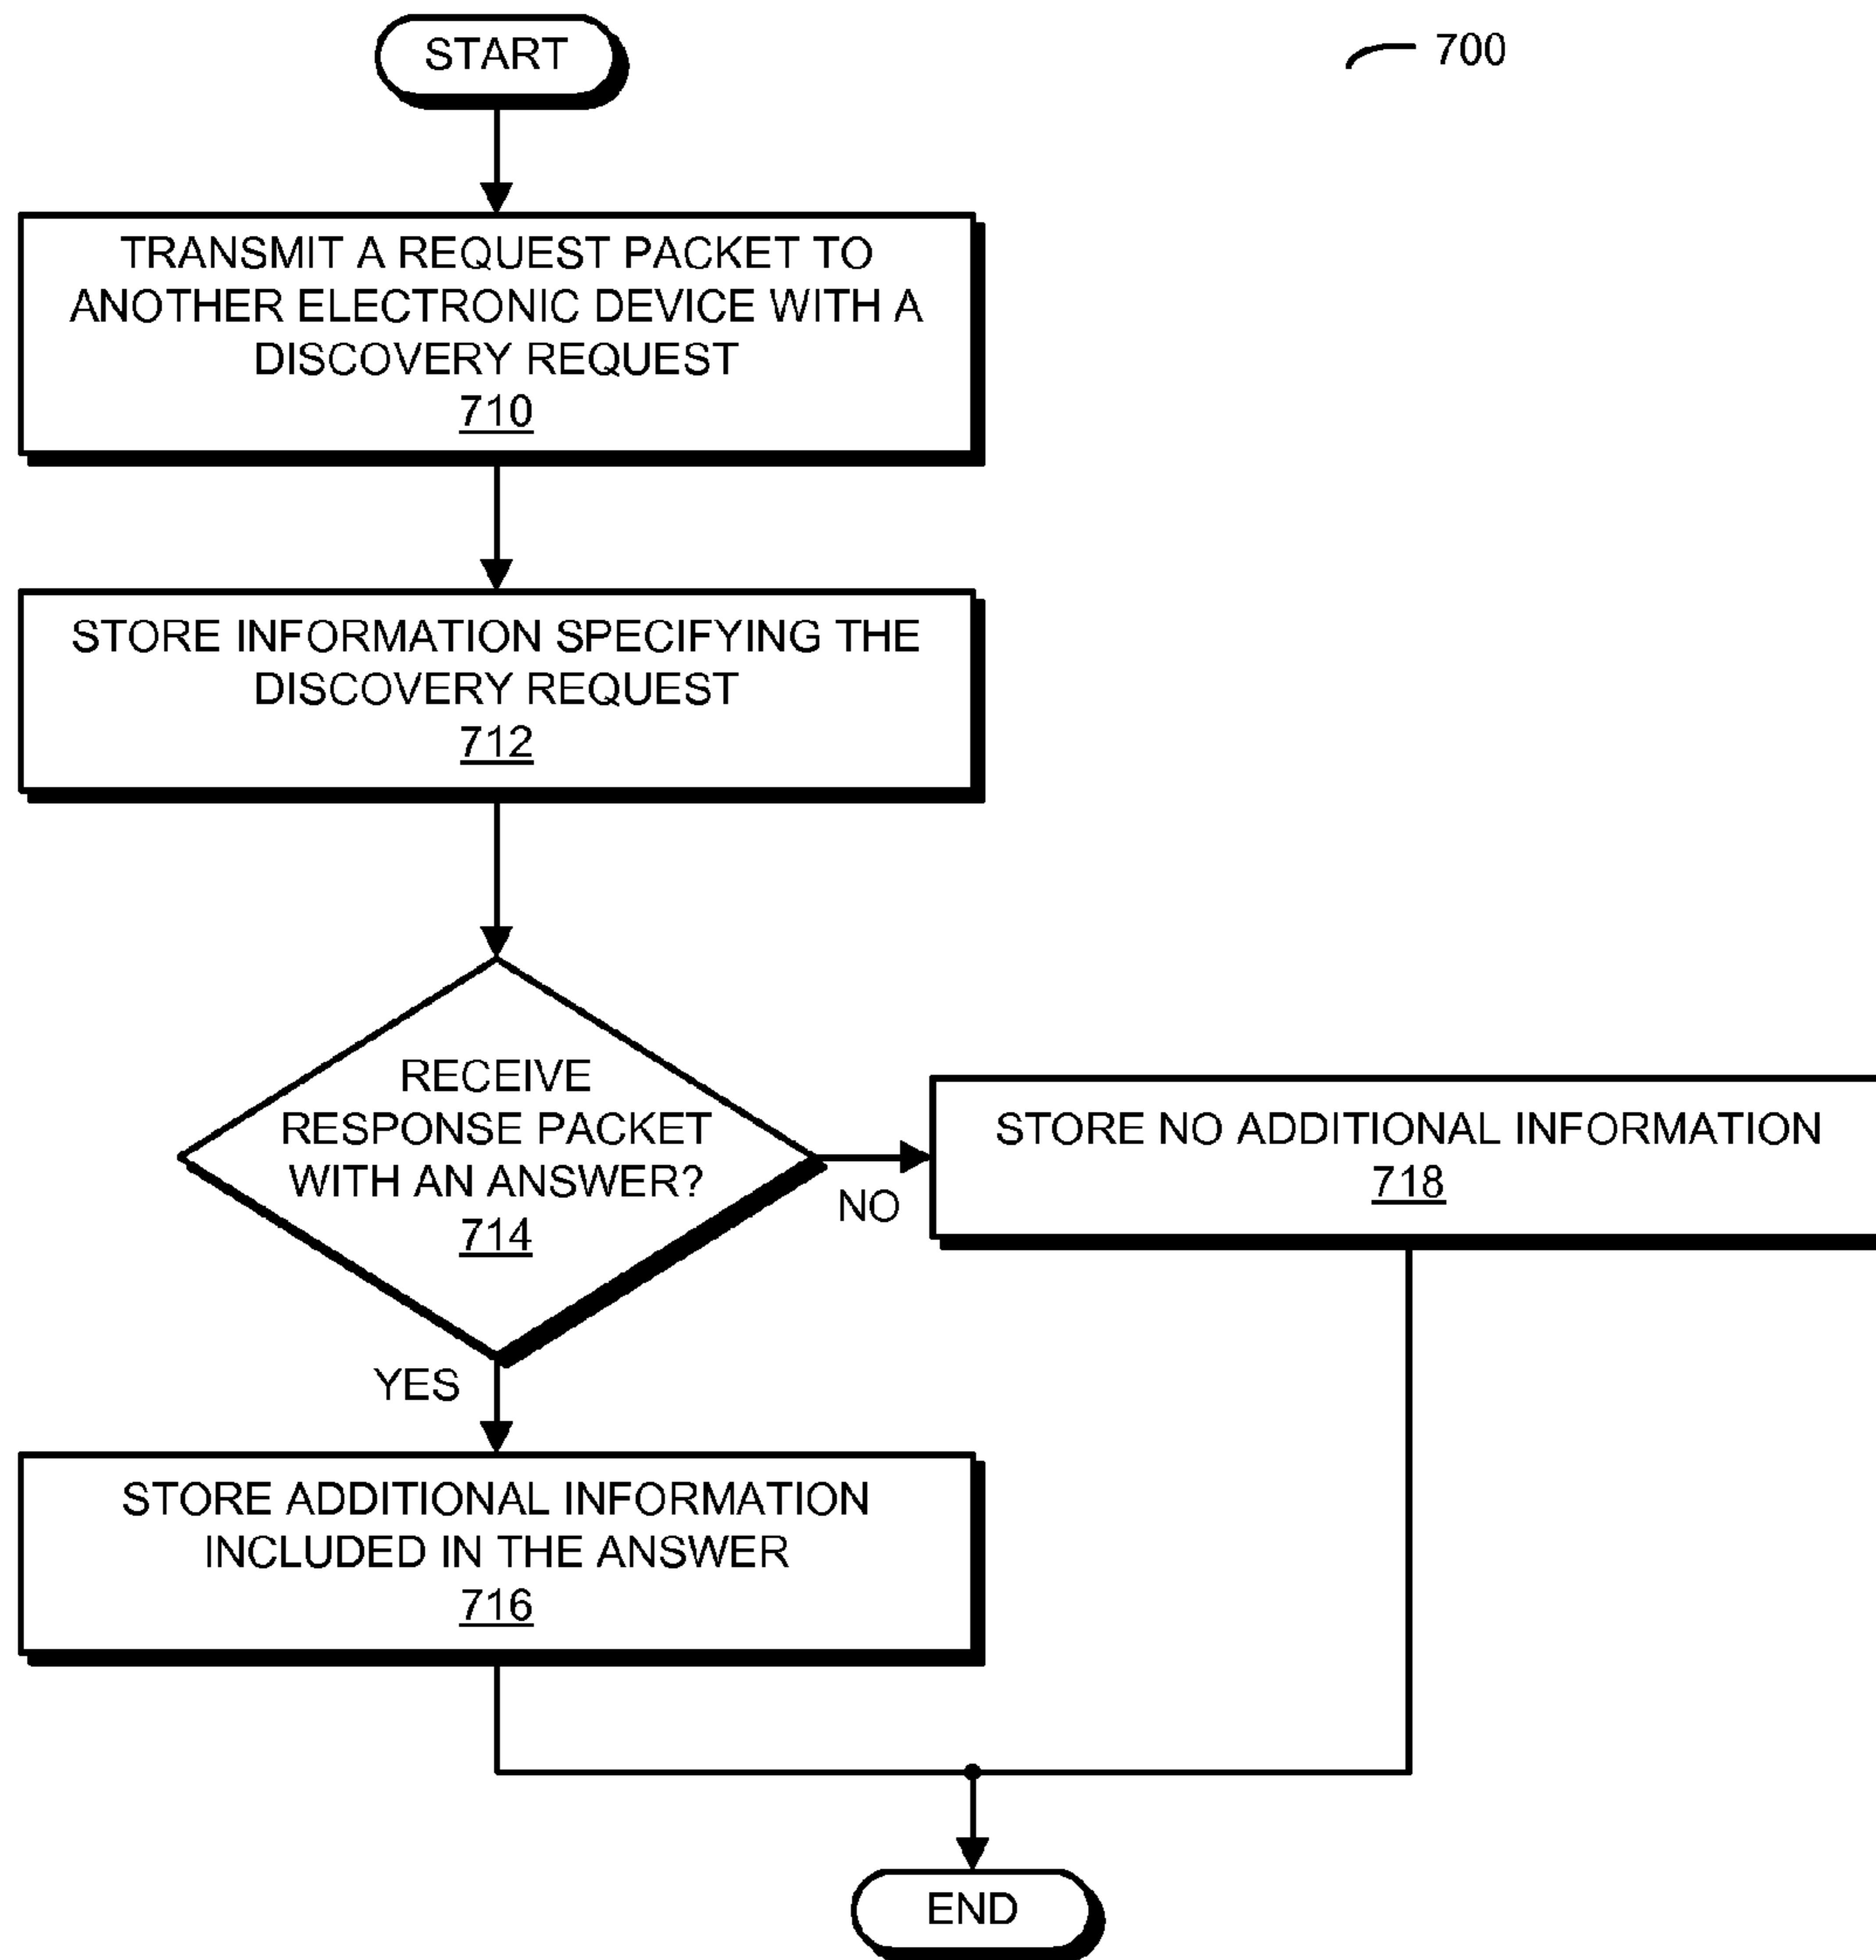 START
700
TRANSMIT A REQUEST PACKET TO
ANOTHER ELECTRONIC DEVICE WITH A
DISCOVERY REQUEST
710
STORE INFORMATION SPECIFYING THE
DISCOVERY REQUEST
712
RECEIVE
RESPONSE PACKET
WITH AN ANSWER?
714
NO
STORE NO ADDITIONAL INFORMATION
718
YES
STORE ADDITIONAL INFORMATION
INCLUDED IN THE ANSWER
716
END